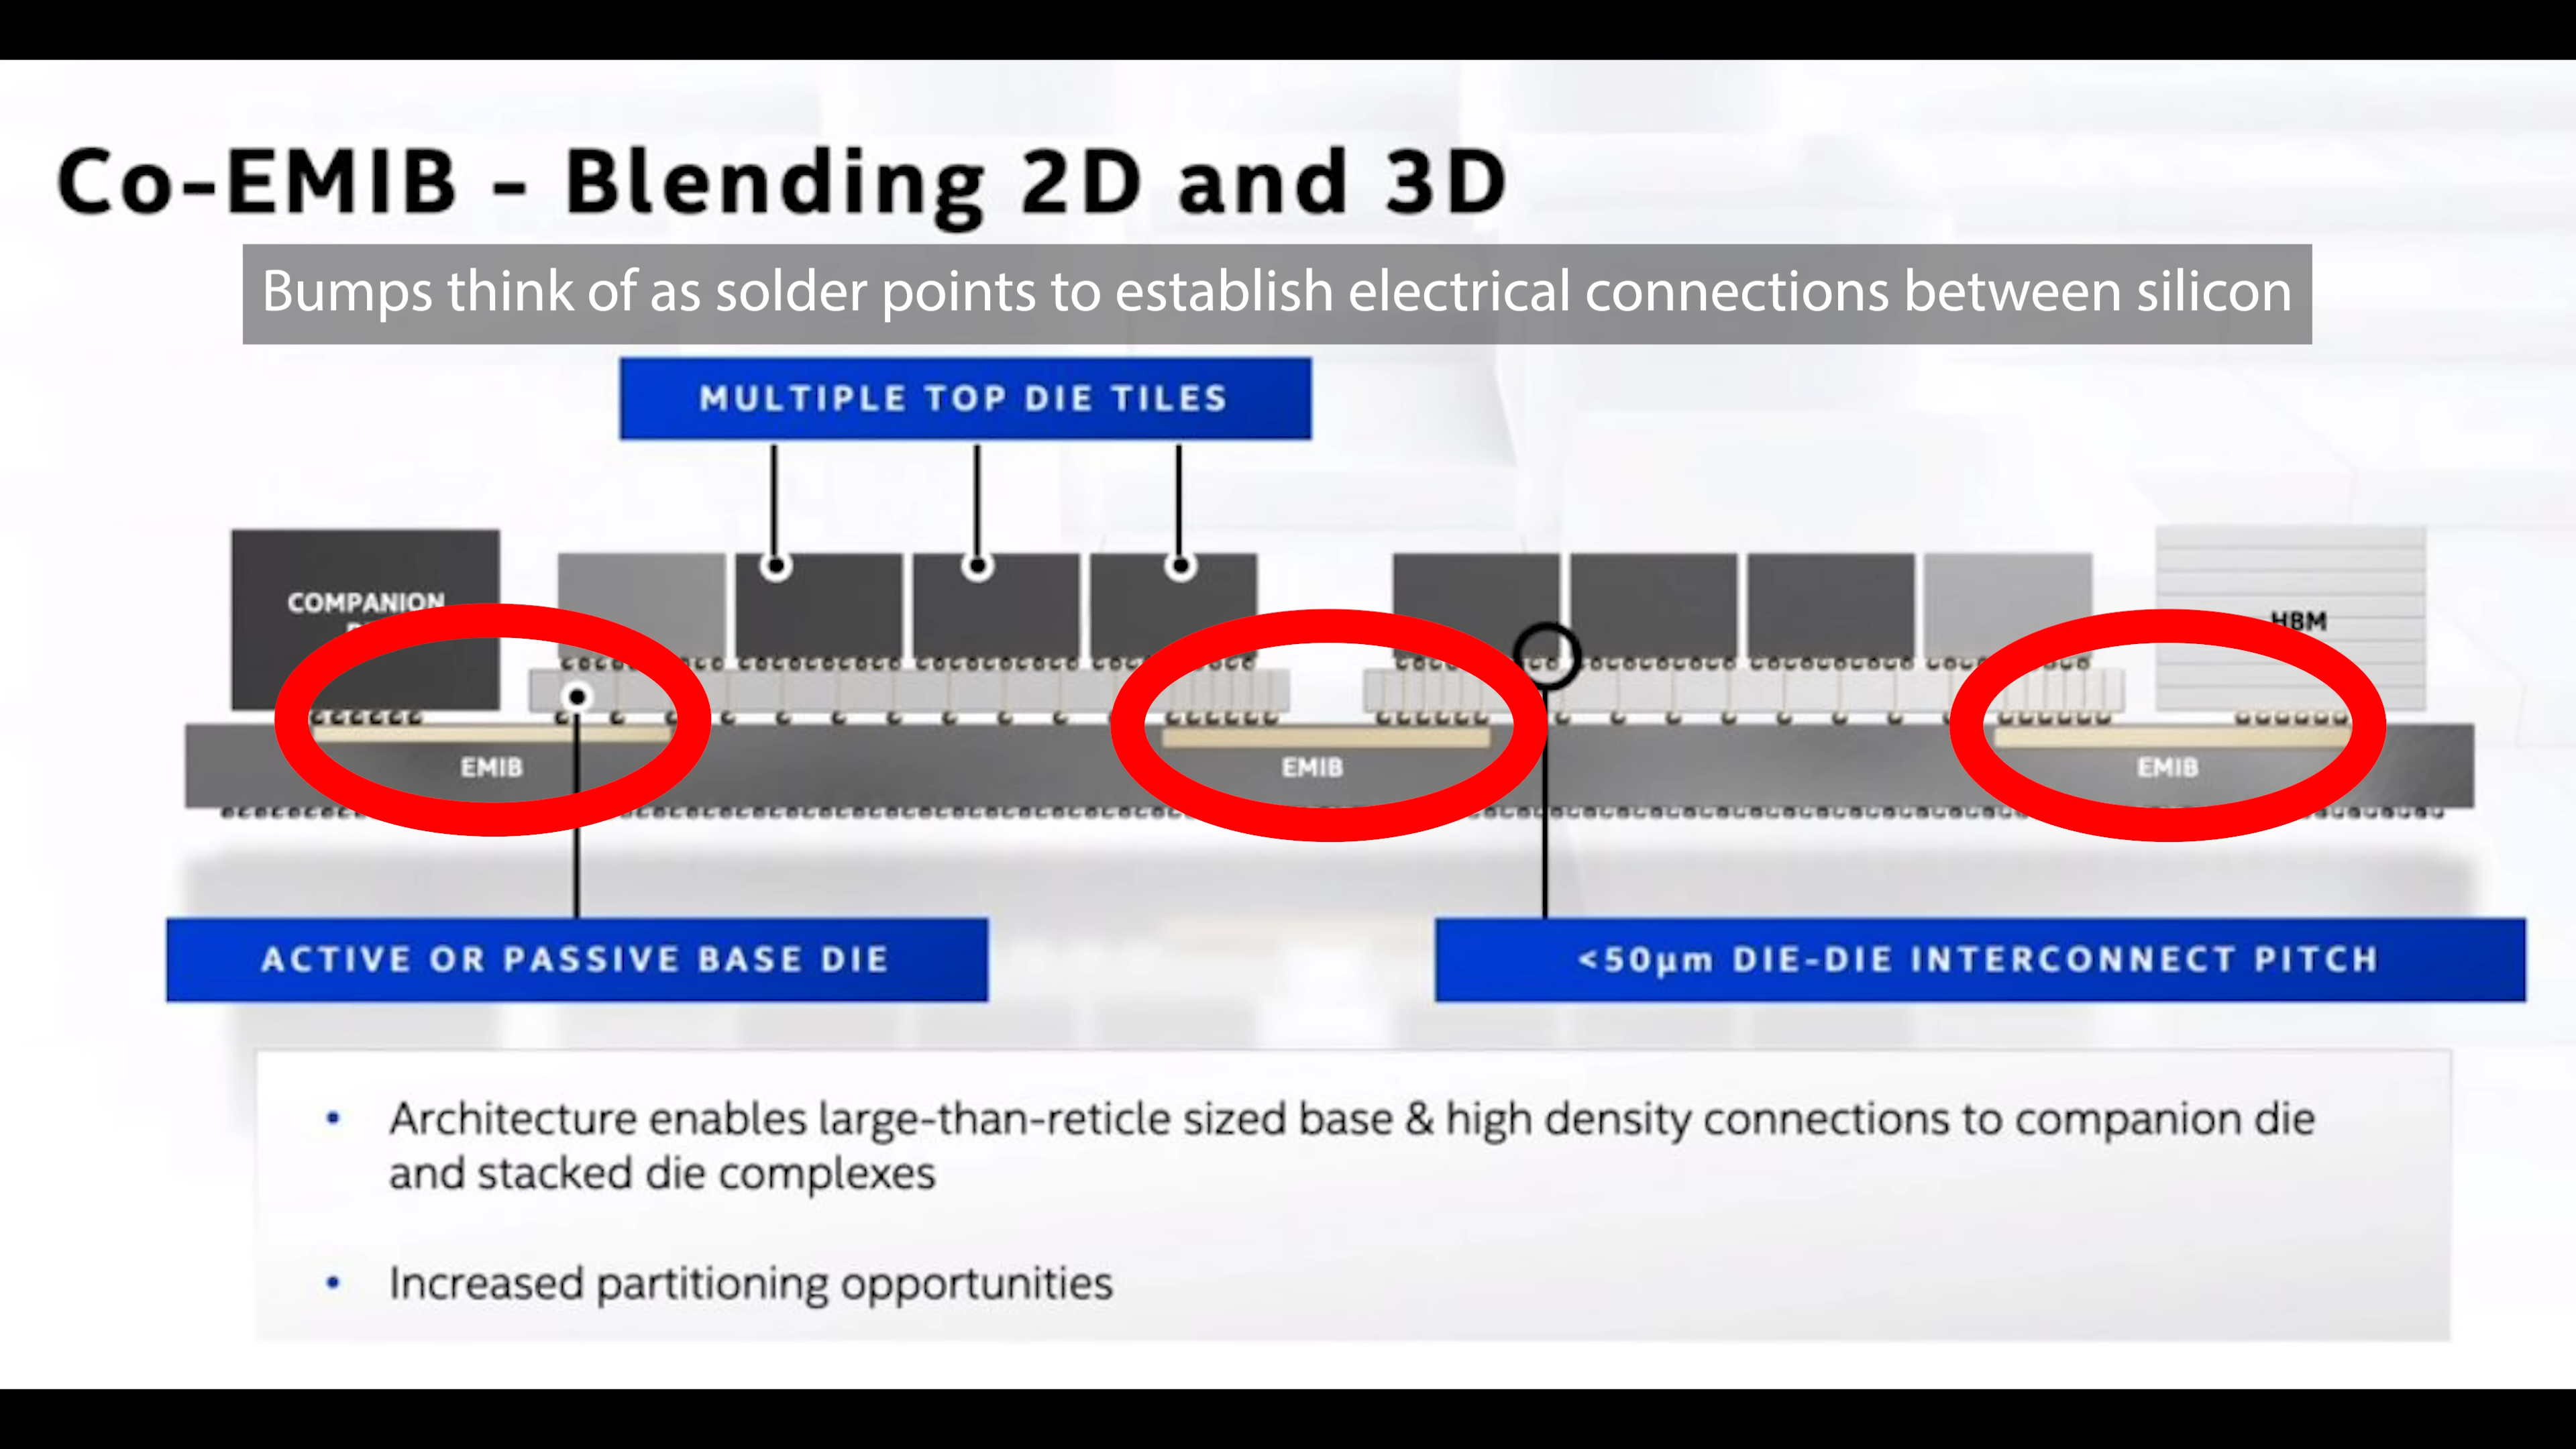 Co-EMIB - Blending 2D and 3D
Bumps think of as solder points to establish electrical connections between silicon
MULTIPLE TOP DIE TILES
COMPANION
HBM
EMIB
EMIB
EMIB
ACTIVE OR PASSIVE BASE DIE
<50µm DIE-DIE INTERCONNECT PITCH
• Architecture enables large-than-reticle sized base & high density connections to companion die
and stacked die complexes
• Increased partitioning opportunities